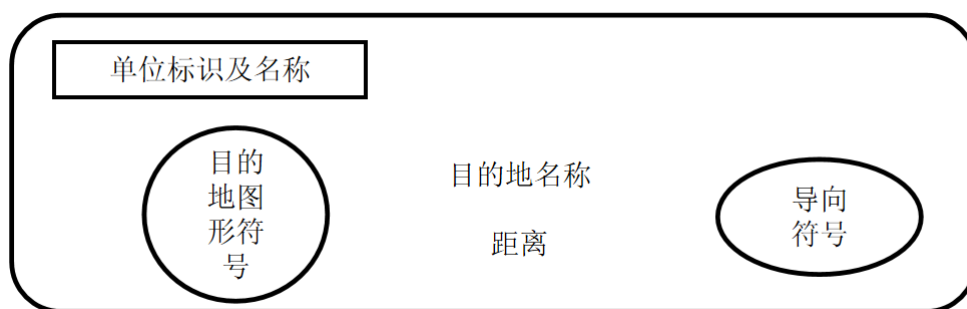 单位标识及名称
目的
地图
形符
号
目的地名称
距离
导向
符号